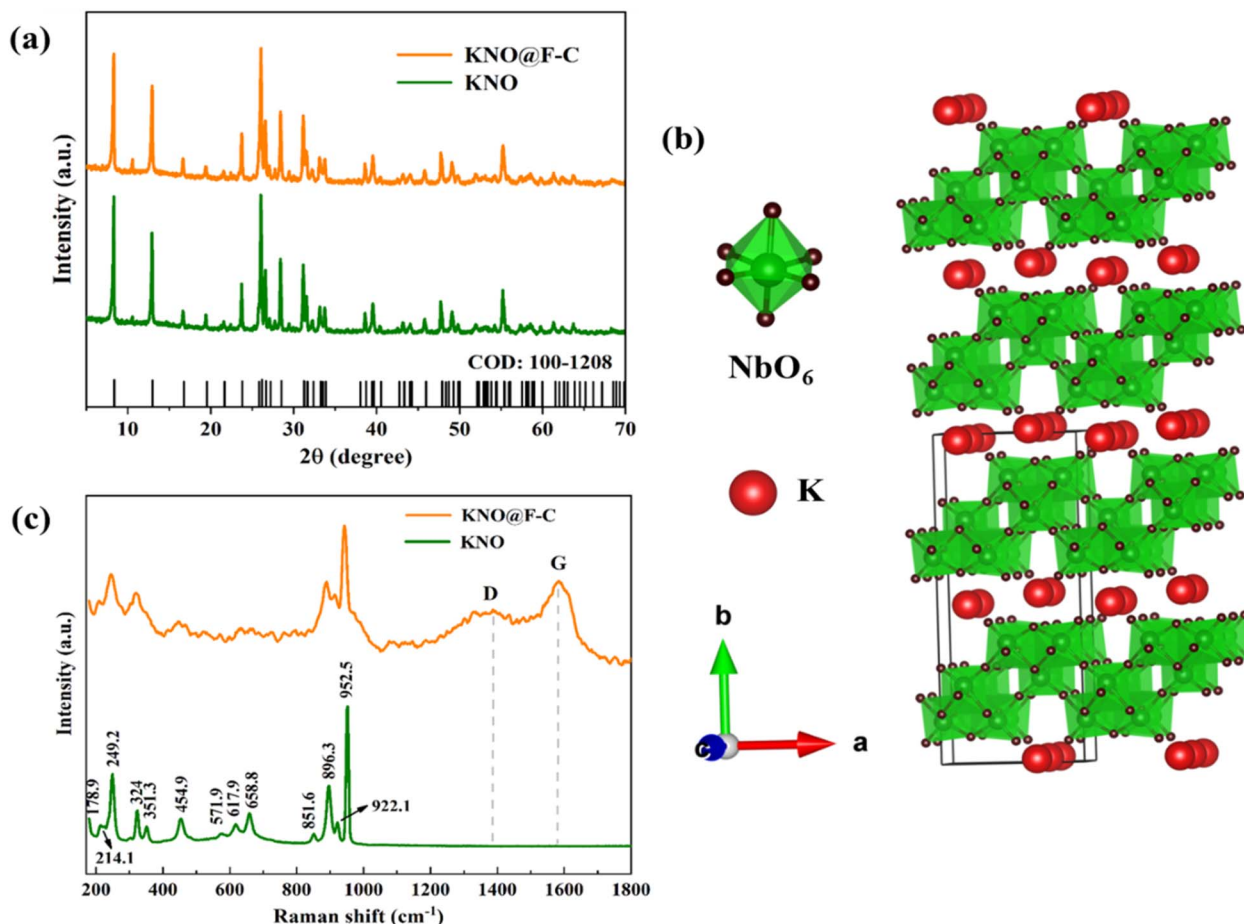 (a)
KNO@F-C
KNO
COD: 100-1208
Intensity (a.u.)
10 20 30 40 50 60 70
2θ (degree)
(b)
NbO₆
K
b
c
a
(c)
KNO@F-C
KNO
D
G
178.9
214.1
249.2
324
351.3
454.9
571.9
617.9
658.8
851.6
896.3
922.1
952.5
Intensity (a.u.)
200 400 600 800 1000 1200 1400 1600 1800
Raman shift (cm⁻¹)